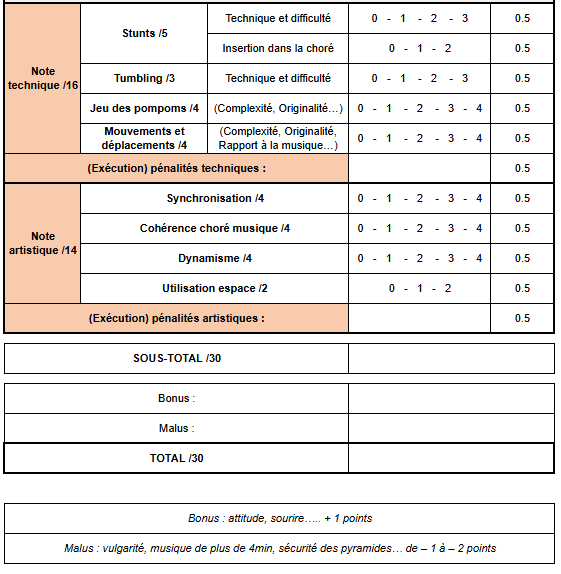 Note technique /16
Stunts /5
Technique et difficulté
0 - 1 - 2 - 3
0.5
Insertion dans la choré
0 - 1 - 2
0.5
Tumbling /3
Technique et difficulté
0 - 1 - 2 - 3
0.5
Jeu des pompoms /4
(Complexité, Originalité…)
0 - 1 - 2 - 3 - 4
0.5
Mouvements et
déplacements /4
(Complexité, Originalité,
Rapport à la musique…)
0 - 1 - 2 - 3 - 4
0.5
(Exécution) pénalités techniques :
0.5
Note
artistique /14
Synchronisation /4
0 - 1 - 2 - 3 - 4
0.5
Cohérence choré musique /4
0 - 1 - 2 - 3 - 4
0.5
Dynamisme /4
0 - 1 - 2 - 3 - 4
0.5
Utilisation espace /2
0 - 1 - 2
0.5
(Exécution) pénalités artistiques :
0.5
SOUS-TOTAL /30
Bonus :
Malus :
TOTAL /30
Bonus : attitude, sourire….. + 1 points
Malus : vulgarité, musique de plus de 4min, sécurité des pyramides… de – 1 à – 2 points